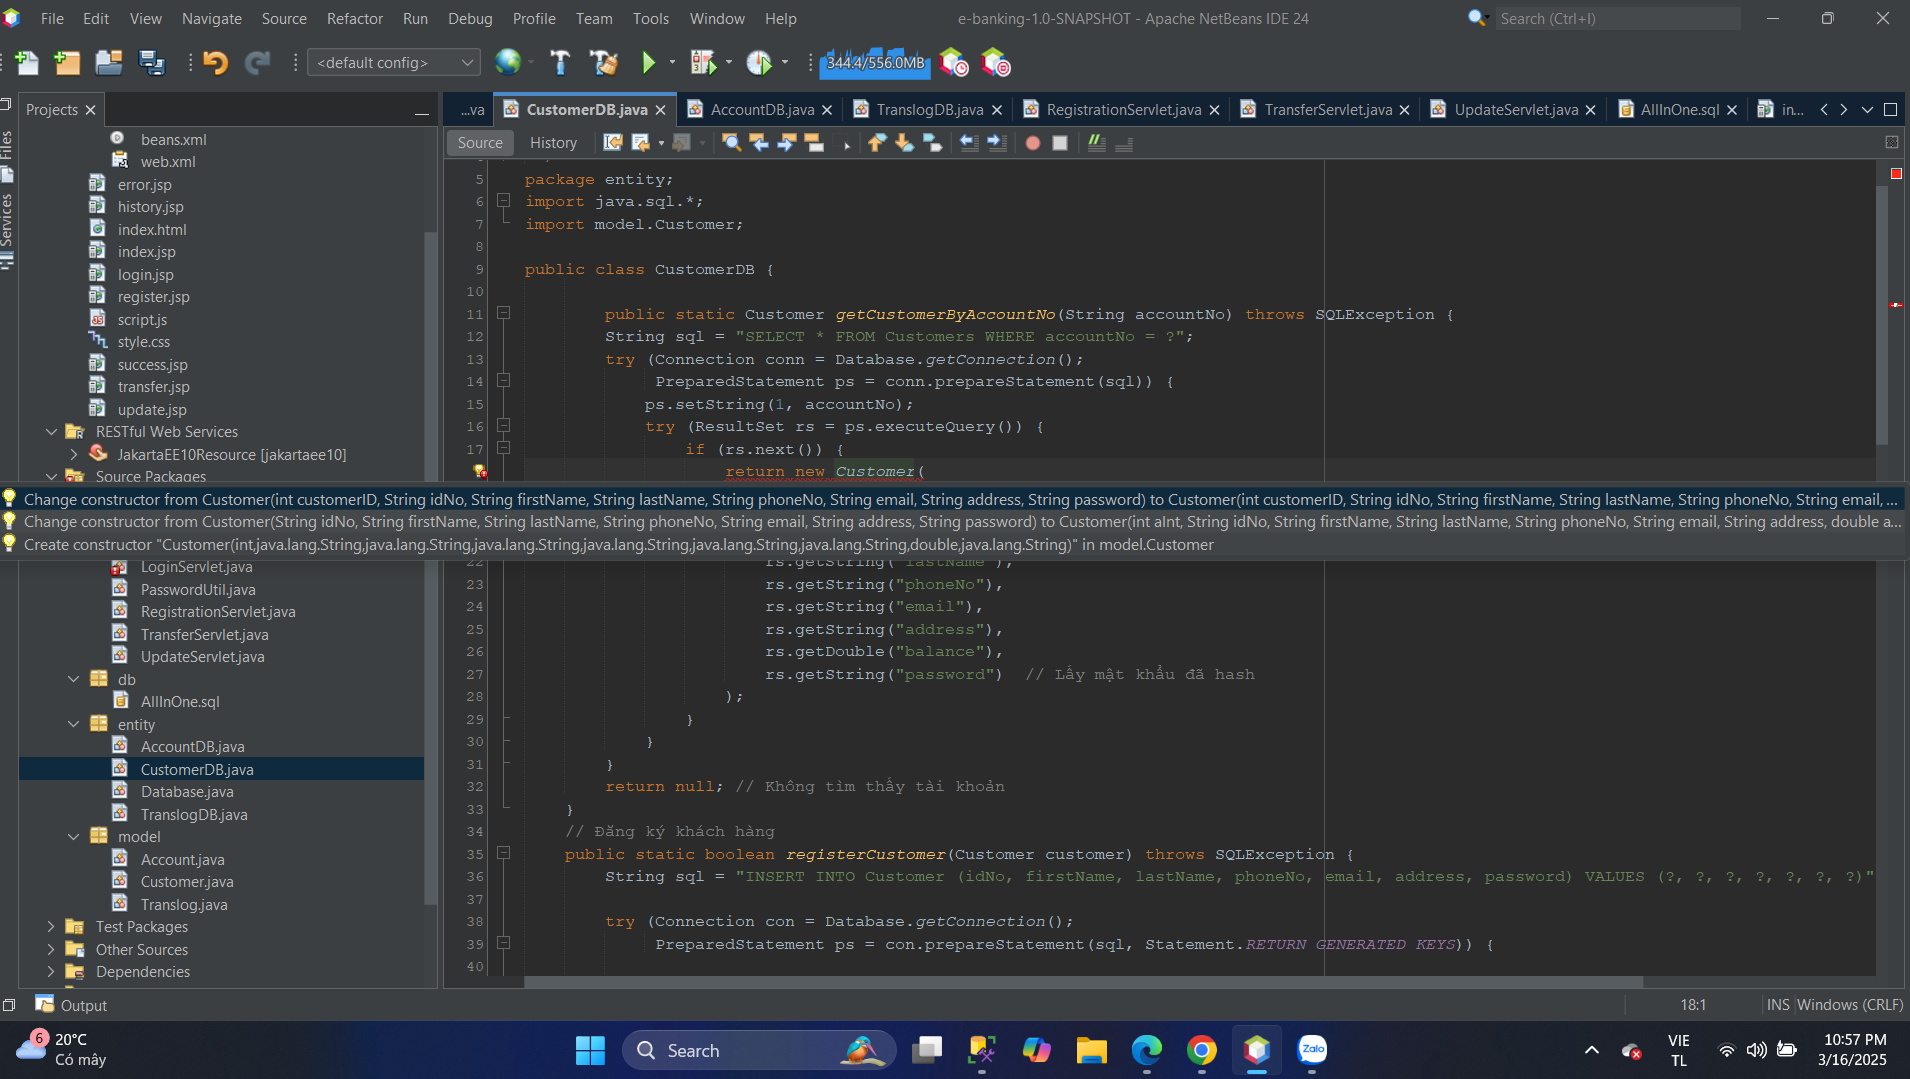 File Edit View Navigate Source Refactor Run Debug Profile Team Tools Window Help
e-banking-1.0-SNAPSHOT - Apache NetBeans IDE 24
Search (Ctrl+I)
<default config>
344.4/556.0MB
Files
Services
Projects
beans.xml
web.xml
error.jsp
history.jsp
index.html
index.jsp
login.jsp
register.jsp
script.js
style.css
success.jsp
transfer.jsp
update.jsp
RESTful Web Services
JakartaEE10Resource [jakartaee10]
Source Packages
...va CustomerDB.java AccountDB.java TranslogDB.java RegistrationServlet.java TransferServlet.java UpdateServlet.java AllInOne.sql in...
Source History
5 package entity;
6 import java.sql.*;
7 import model.Customer;
8
9 public class CustomerDB {
10
11 public static Customer getCustomerByAccountNo(String accountNo) throws SQLException {
12 String sql = "SELECT * FROM Customers WHERE accountNo = ?";
13 try (Connection conn = Database.getConnection();
14 PreparedStatement ps = conn.prepareStatement(sql)) {
15 ps.setString(1, accountNo);
16 try (ResultSet rs = ps.executeQuery()) {
17 if (rs.next()) {
return new Customer(
Change constructor from Customer(int customerID, String idNo, String firstName, String lastName, String phoneNo, String email, String address, String password) to Customer(int customerID, String idNo, String firstName, String lastName, String phoneNo, String email, ...
Change constructor from Customer(String idNo, String firstName, String lastName, String phoneNo, String email, String address, String password) to Customer(int aInt, String idNo, String firstName, String lastName, String phoneNo, String email, String address, double a...
Create constructor "Customer(int,java.lang.String,java.lang.String,java.lang.String,java.lang.String,java.lang.String,java.lang.String,double,java.lang.String)" in model.Customer
LoginServlet.java
PasswordUtil.java
RegistrationServlet.java
TransferServlet.java
UpdateServlet.java
db
AllInOne.sql
entity
AccountDB.java
CustomerDB.java
Database.java
TranslogDB.java
model
Account.java
Customer.java
Translog.java
Test Packages
Other Sources
Dependencies
22 rs.getString("lastName"),
23 rs.getString("phoneNo"),
24 rs.getString("email"),
25 rs.getString("address"),
26 rs.getDouble("balance"),
27 rs.getString("password") // Lấy mật khẩu đã hash
28 );
29 }
30 }
31 }
32 return null; // Không tìm thấy tài khoản
33 }
34 // Đăng ký khách hàng
35 public static boolean registerCustomer(Customer customer) throws SQLException {
36 String sql = "INSERT INTO Customer (idNo, firstName, lastName, phoneNo, email, address, password) VALUES (?, ?, ?, ?, ?, ?, ?)"
37
38 try (Connection con = Database.getConnection();
39 PreparedStatement ps = con.prepareStatement(sql, Statement.RETURN_GENERATED_KEYS)) {
40
Output
18:1 INS Windows (CRLF)
6
20°C
Có mây
Search
Zalo
VIE
TL
10:57 PM
3/16/2025